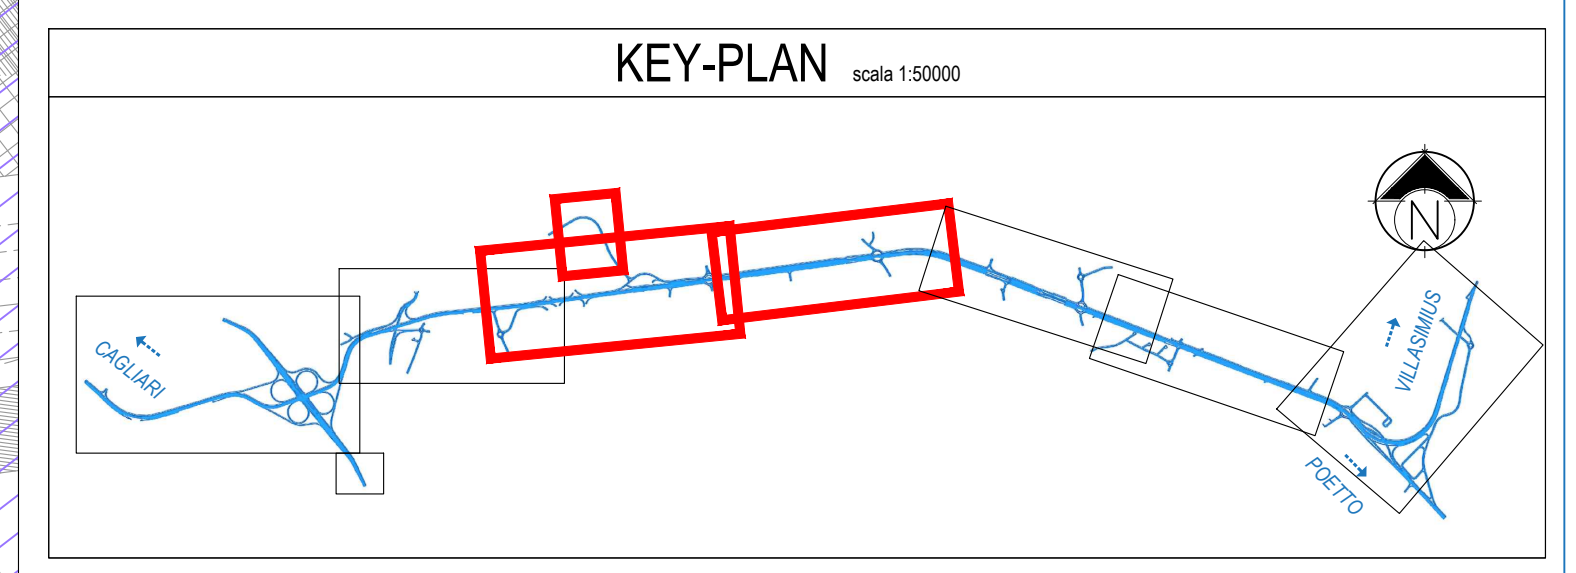 KEY-PLAN scala 1:50000
N
CAGLIARI
VILLASIMIUS
POETTO